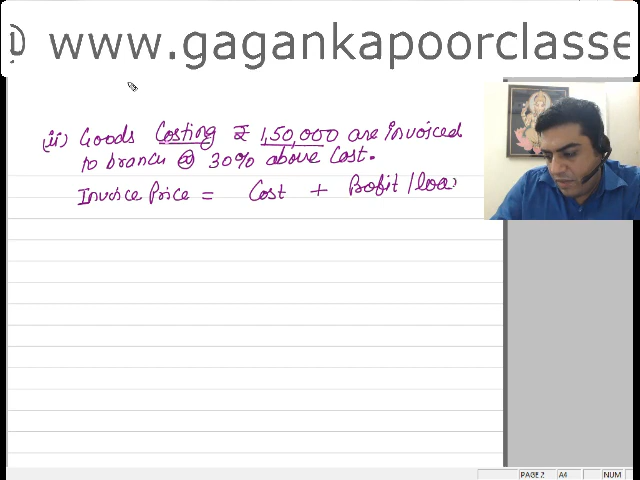 @ www.gagankapoorclasse
(ii) Goods Costing ₹ 1,50,000 are Invoiced
to branch @ 30% above Cost.
Invoice Price = Cost + Profit / loa
PAGE 2 A4 NUM